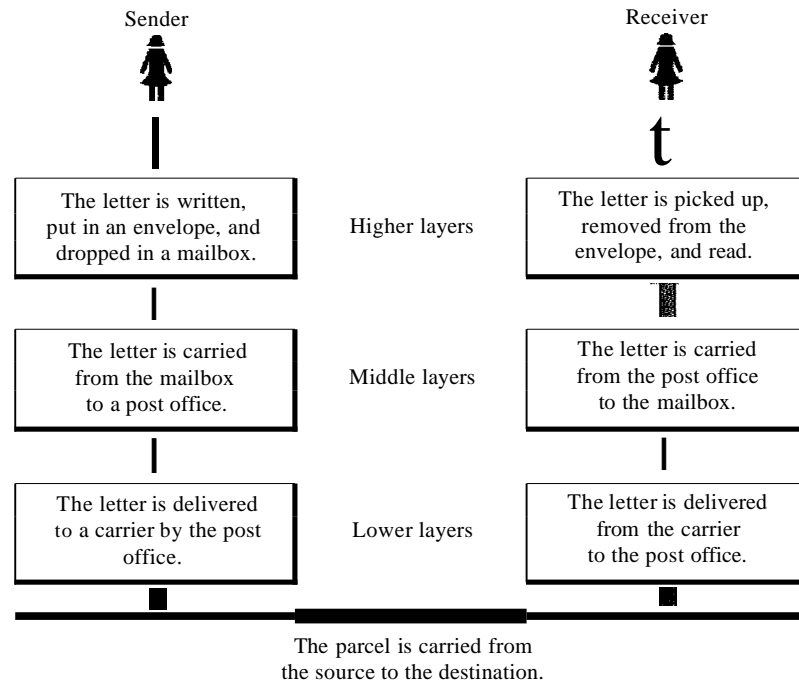 Sender
Receiver
t
The letter is written,
put in an envelope, and
dropped in a mailbox.
Higher layers
The letter is picked up,
removed from the
envelope, and read.
The letter is carried
from the mailbox
to a post office.
Middle layers
The letter is carried
from the post office
to the mailbox.
The letter is delivered
to a carrier by the post
office.
Lower layers
The letter is delivered
from the carrier
to the post office.
The parcel is carried from
the source to the destination.